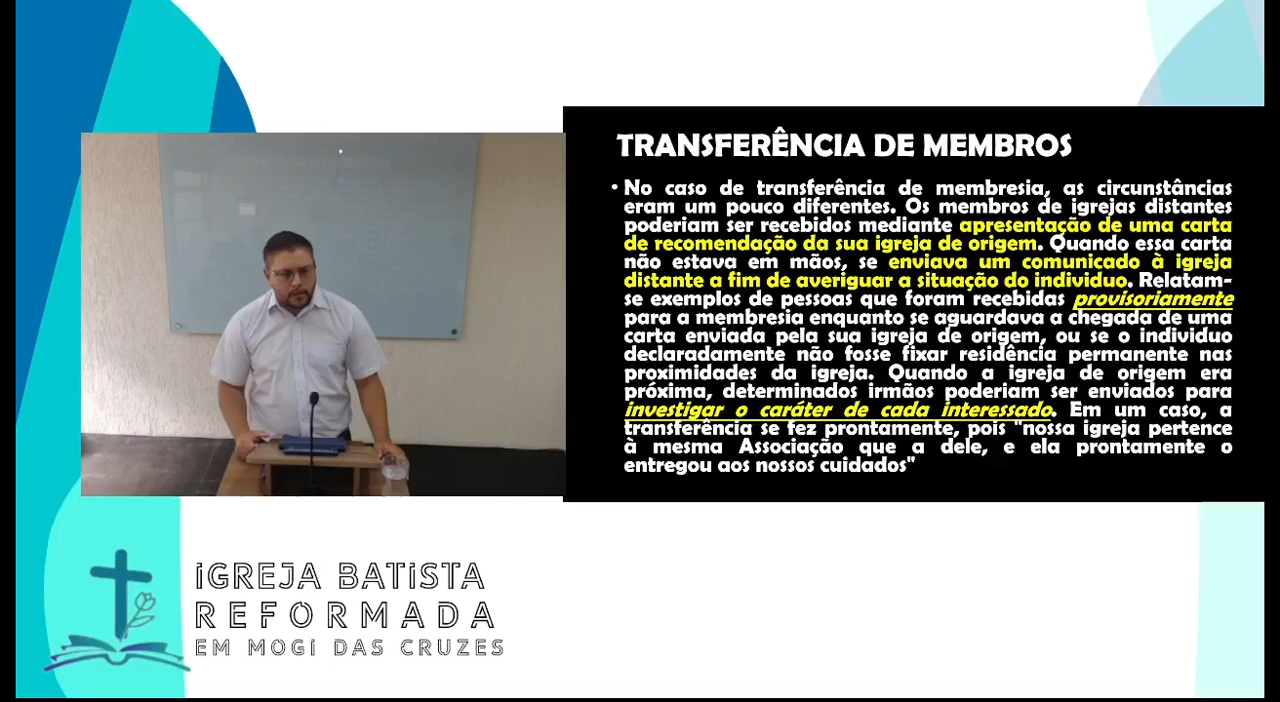 TRANSFERÊNCIA DE MEMBROS
• No caso de transferência de membresia, as circunstâncias
eram um pouco diferentes. Os membros de igrejas distantes
poderiam ser recebidos mediante apresentação de uma carta
de recomendação da sua igreja de origem. Quando essa carta
não estava em mãos, se enviava um comunicado à igreja
distante a fim de averiguar a situação do individuo. Relatam-
se exemplos de pessoas que foram recebidas provisoriamente
para a membresia enquanto se aguardava a chegada de uma
carta enviada pela sua igreja de origem, ou se o individuo
declaradamente não fosse fixar residência permanente nas
proximidades da igreja. Quando a igreja de origem era
próxima, determinados irmãos poderiam ser enviados para
investigar o caráter de cada interessado. Em um caso, a
transferência se fez prontamente, pois "nossa igreja pertence
à mesma Associação que a dele, e ela prontamente o
entregou aos nossos cuidados"
IGREJA BATISTA
REFORMADA
EM MOGI DAS CRUZES